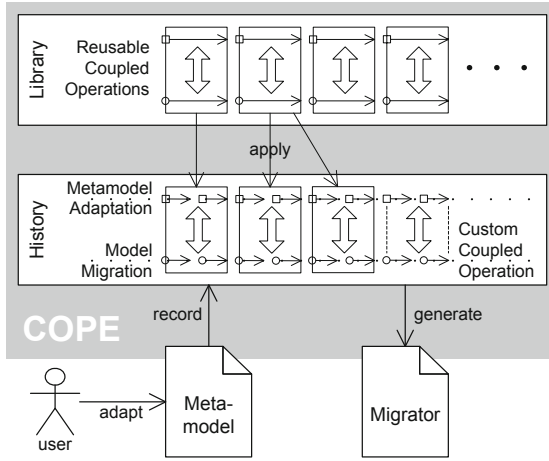 Library
Reusable
Coupled
Operations
apply
History
Metamodel
Adaptation
Model
Migration
Custom
Coupled
Operation
COPE
record
generate
user
adapt
Meta-
model
Migrator